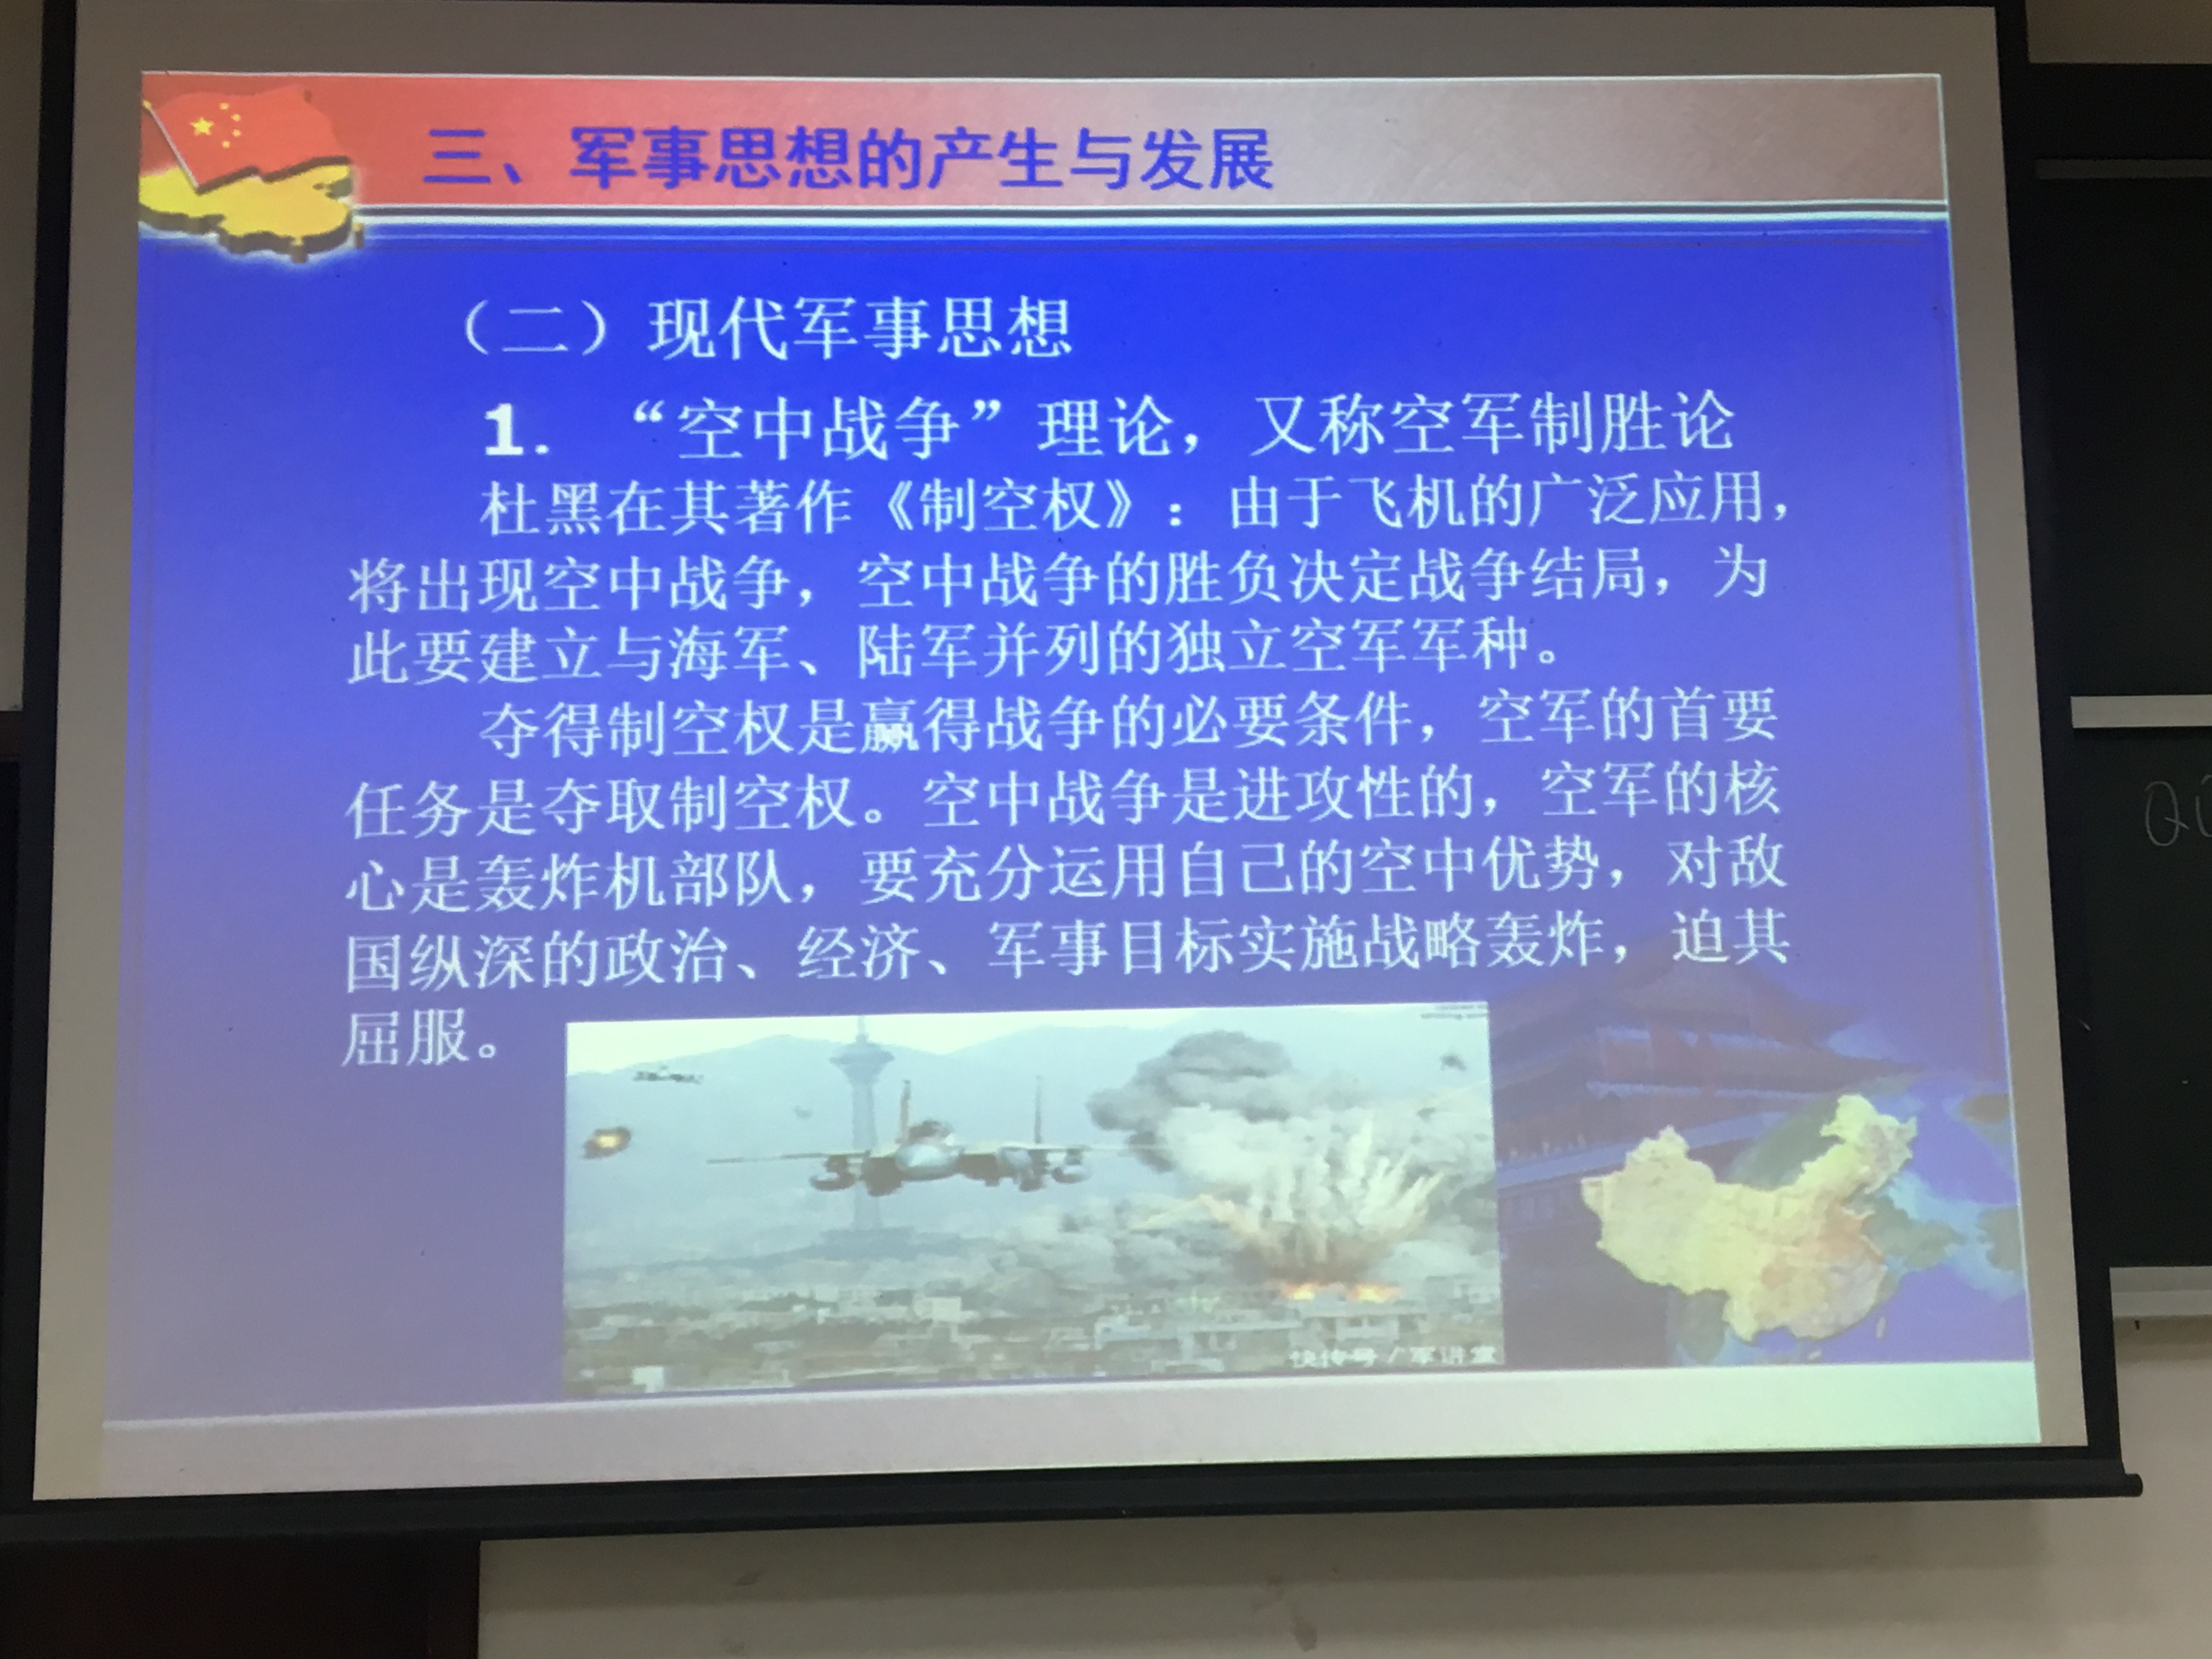 三、军事思想的产生与发展
（二）现代军事思想
1. “空中战争”理论，又称空军制胜论
杜黑在其著作《制空权》：由于飞机的广泛应用，
将出现空中战争，空中战争的胜负决定战争结局，为
此要建立与海军、陆军并列的独立空军军种。
夺得制空权是赢得战争的必要条件，空军的首要
任务是夺取制空权。空中战争是进攻性的，空军的核
心是轰炸机部队，要充分运用自己的空中优势，对敌
国纵深的政治、经济、军事目标实施战略轰炸，迫其
屈服。
快传号 / 军讲堂